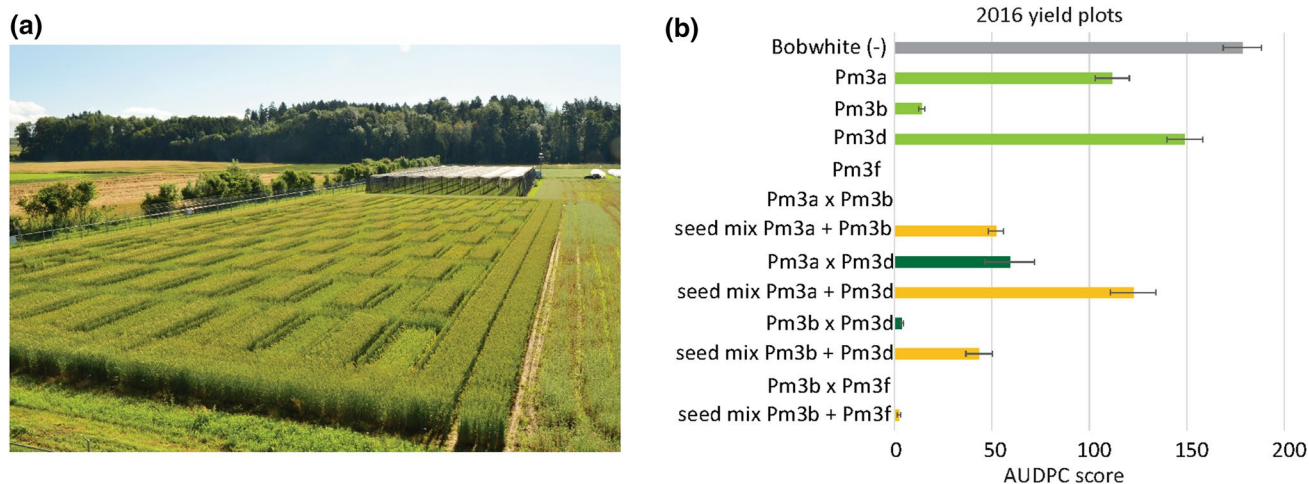 (a)
(b)
2016 yield plots
Bobwhite (-)
Pm3a
Pm3b
Pm3d
Pm3f
Pm3a x Pm3b
seed mix Pm3a + Pm3b
Pm3a x Pm3d
seed mix Pm3a + Pm3d
Pm3b x Pm3d
seed mix Pm3b + Pm3d
Pm3b x Pm3f
seed mix Pm3b + Pm3f
0 50 100 150 200
AUDPC score